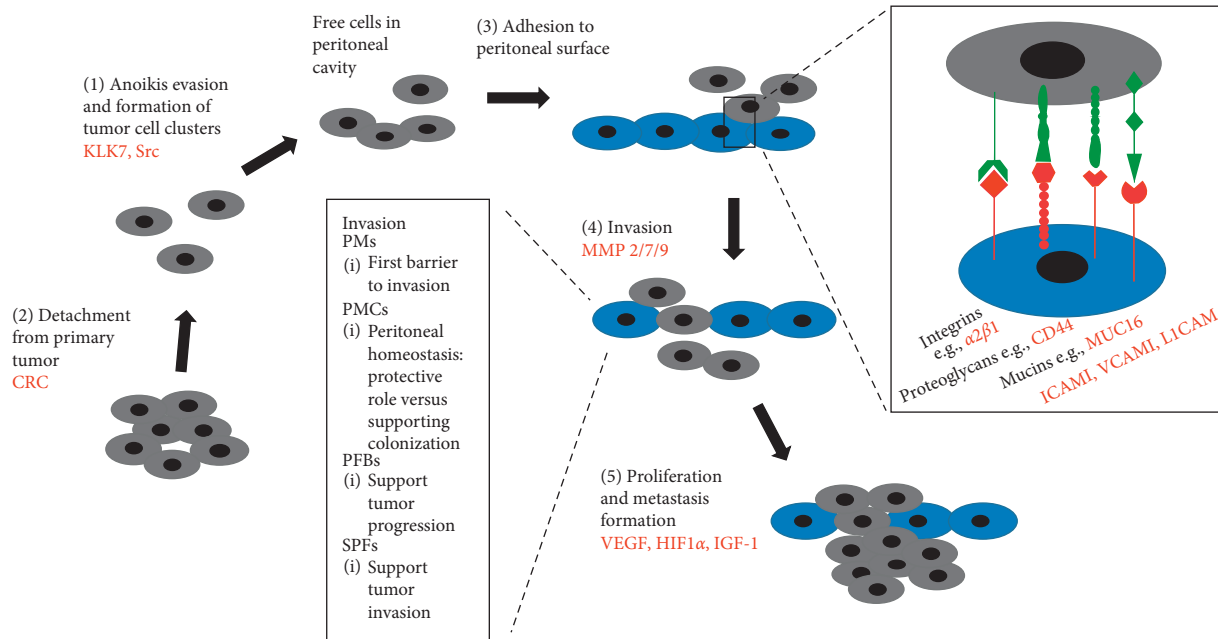 (2) Detachment
from primary
tumor
CRC
(1) Anoikis evasion
and formation of
tumor cell clusters
KLK7, Src
Free cells in
peritoneal
cavity
(3) Adhesion to
peritoneal surface
(4) Invasion
MMP 2/7/9
(5) Proliferation
and metastasis
formation
VEGF, HIF1α, IGF-1
Invasion
PMs
(i) First barrier
to invasion
PMCs
(i) Peritoneal
homeostasis:
protective
role versus
supporting
colonization
PFBs
(i) Support
tumor
progression
SPFs
(i) Support
tumor
invasion
Integrins
e.g., α2β1
Proteoglycans e.g., CD44
Mucins e.g., MUC16
ICAMI, VCAMI, L1CAM